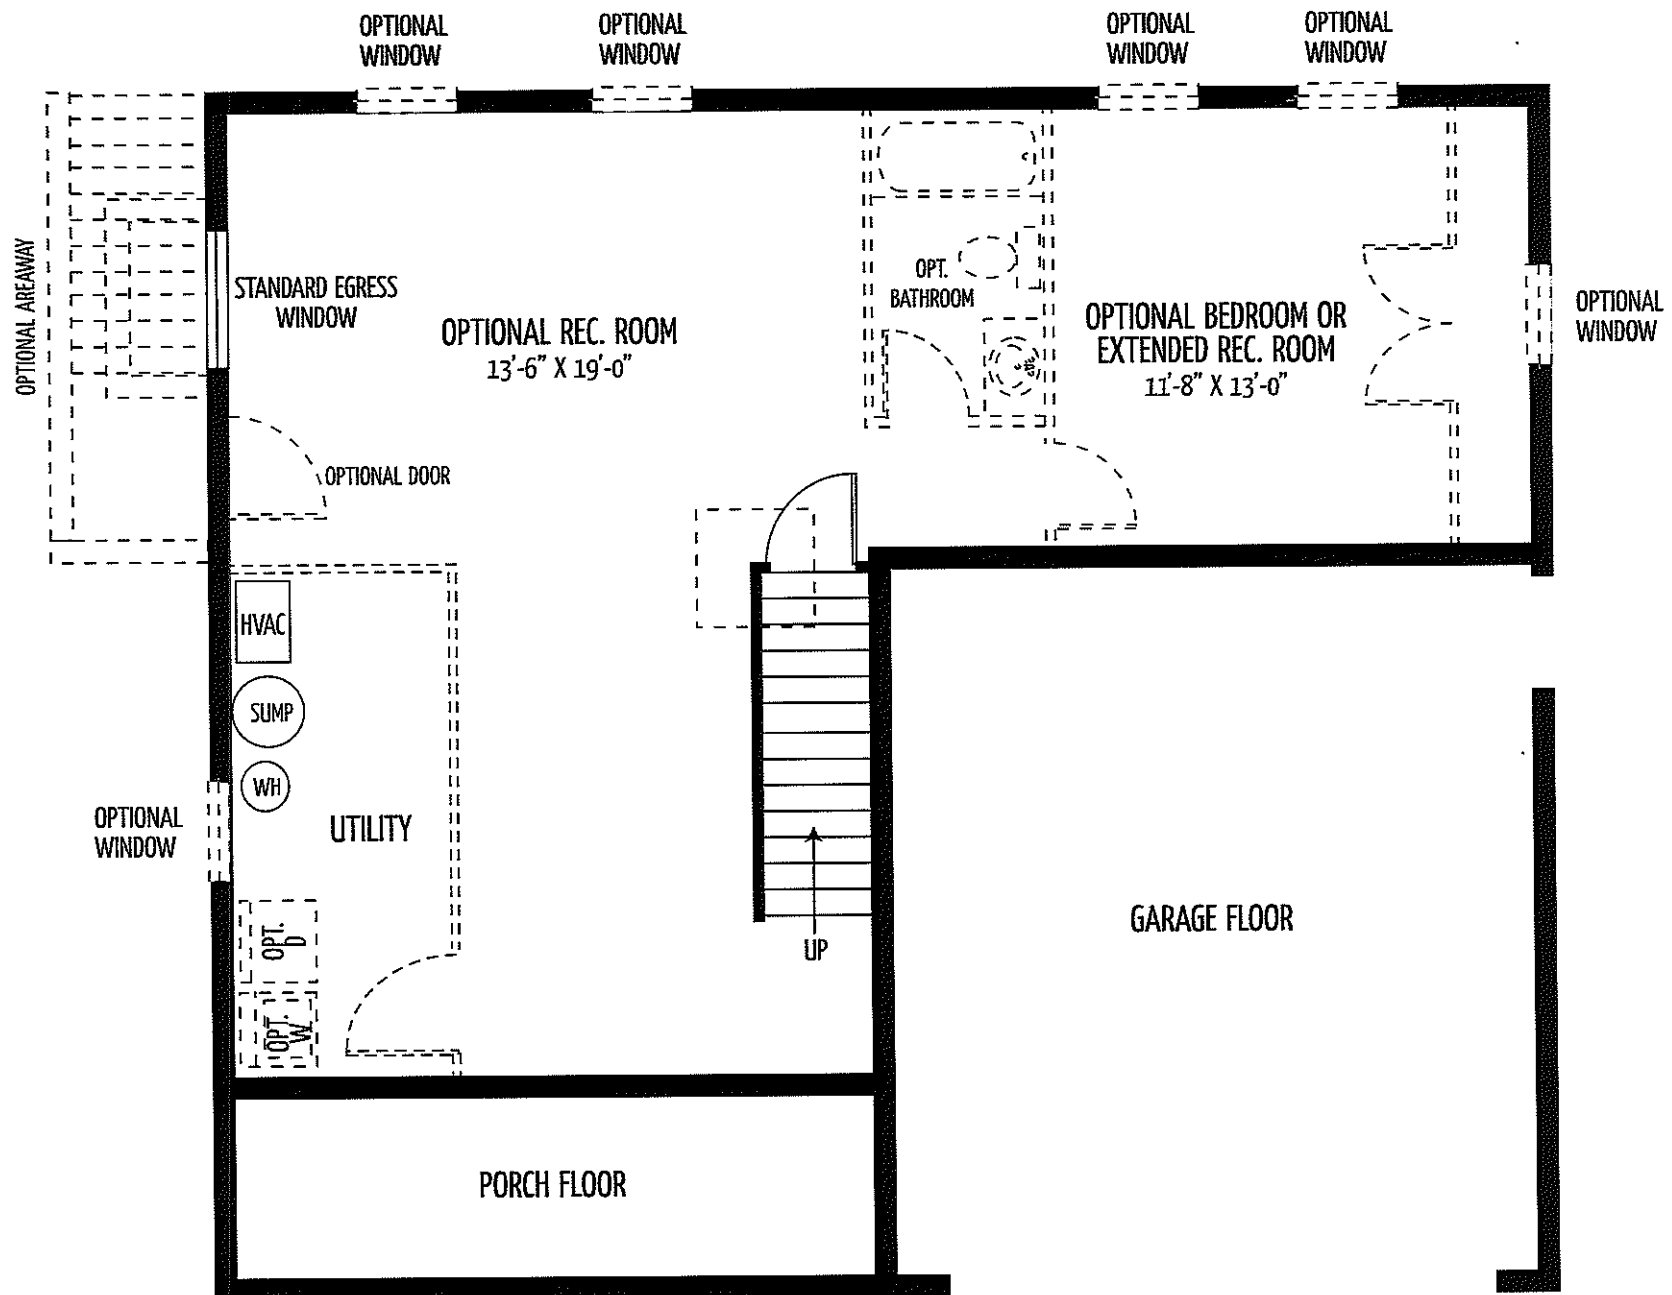 OPTIONAL
WINDOW
OPTIONAL
WINDOW
OPTIONAL
WINDOW
OPTIONAL
WINDOW
OPTIONAL AREAWAY
STANDARD EGRESS
WINDOW
OPTIONAL REC. ROOM
13'-6" X 19'-0"
OPT.
BATHROOM
OPTIONAL BEDROOM OR
EXTENDED REC. ROOM
11'-8" X 13'-0"
OPTIONAL
WINDOW
OPTIONAL DOOR
HVAC
SUMP
WH
OPTIONAL
WINDOW
UTILITY
OPT.
D
OPT.
W
UP
GARAGE FLOOR
PORCH FLOOR